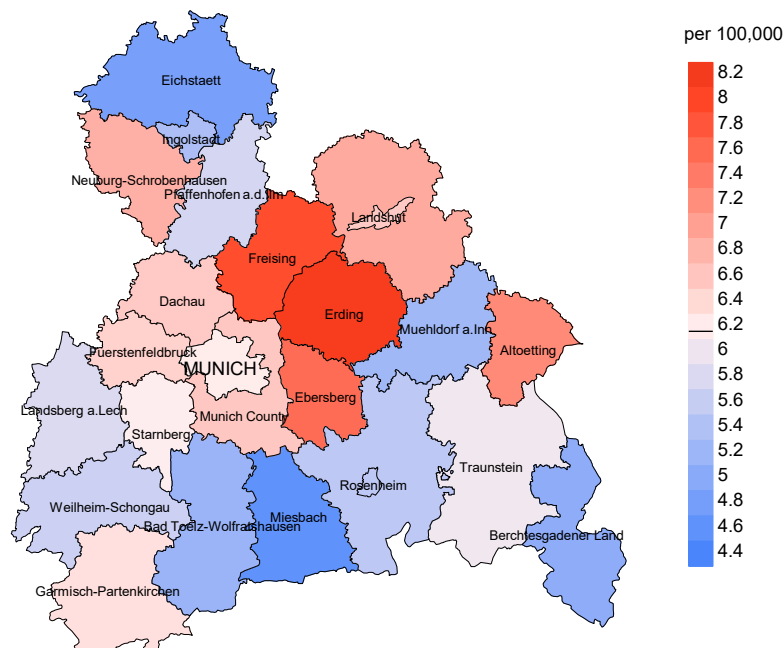 per 100,000
8.2
8
7.8
7.6
7.4
7.2
7
6.8
6.6
6.4
6.2
6
5.8
5.6
5.4
5.2
5
4.8
4.6
4.4
Eichstaett
Ingolstadt
Neuburg-Schrobenhausen
Pfaffenhofen a.d.Ilm
Landshut
Freising
Dachau
Erding
Muehldorf a.Inn
Altoetting
Fuerstenfeldbruck
MUNICH
Ebersberg
Landsberg a.Lech
Munich County
Starnberg
Traunstein
Rosenheim
Weilheim-Schongau
Miesbach
Bad Toelz-Wolfratshausen
Berchtesgadener Land
Garmisch-Partenkirchen